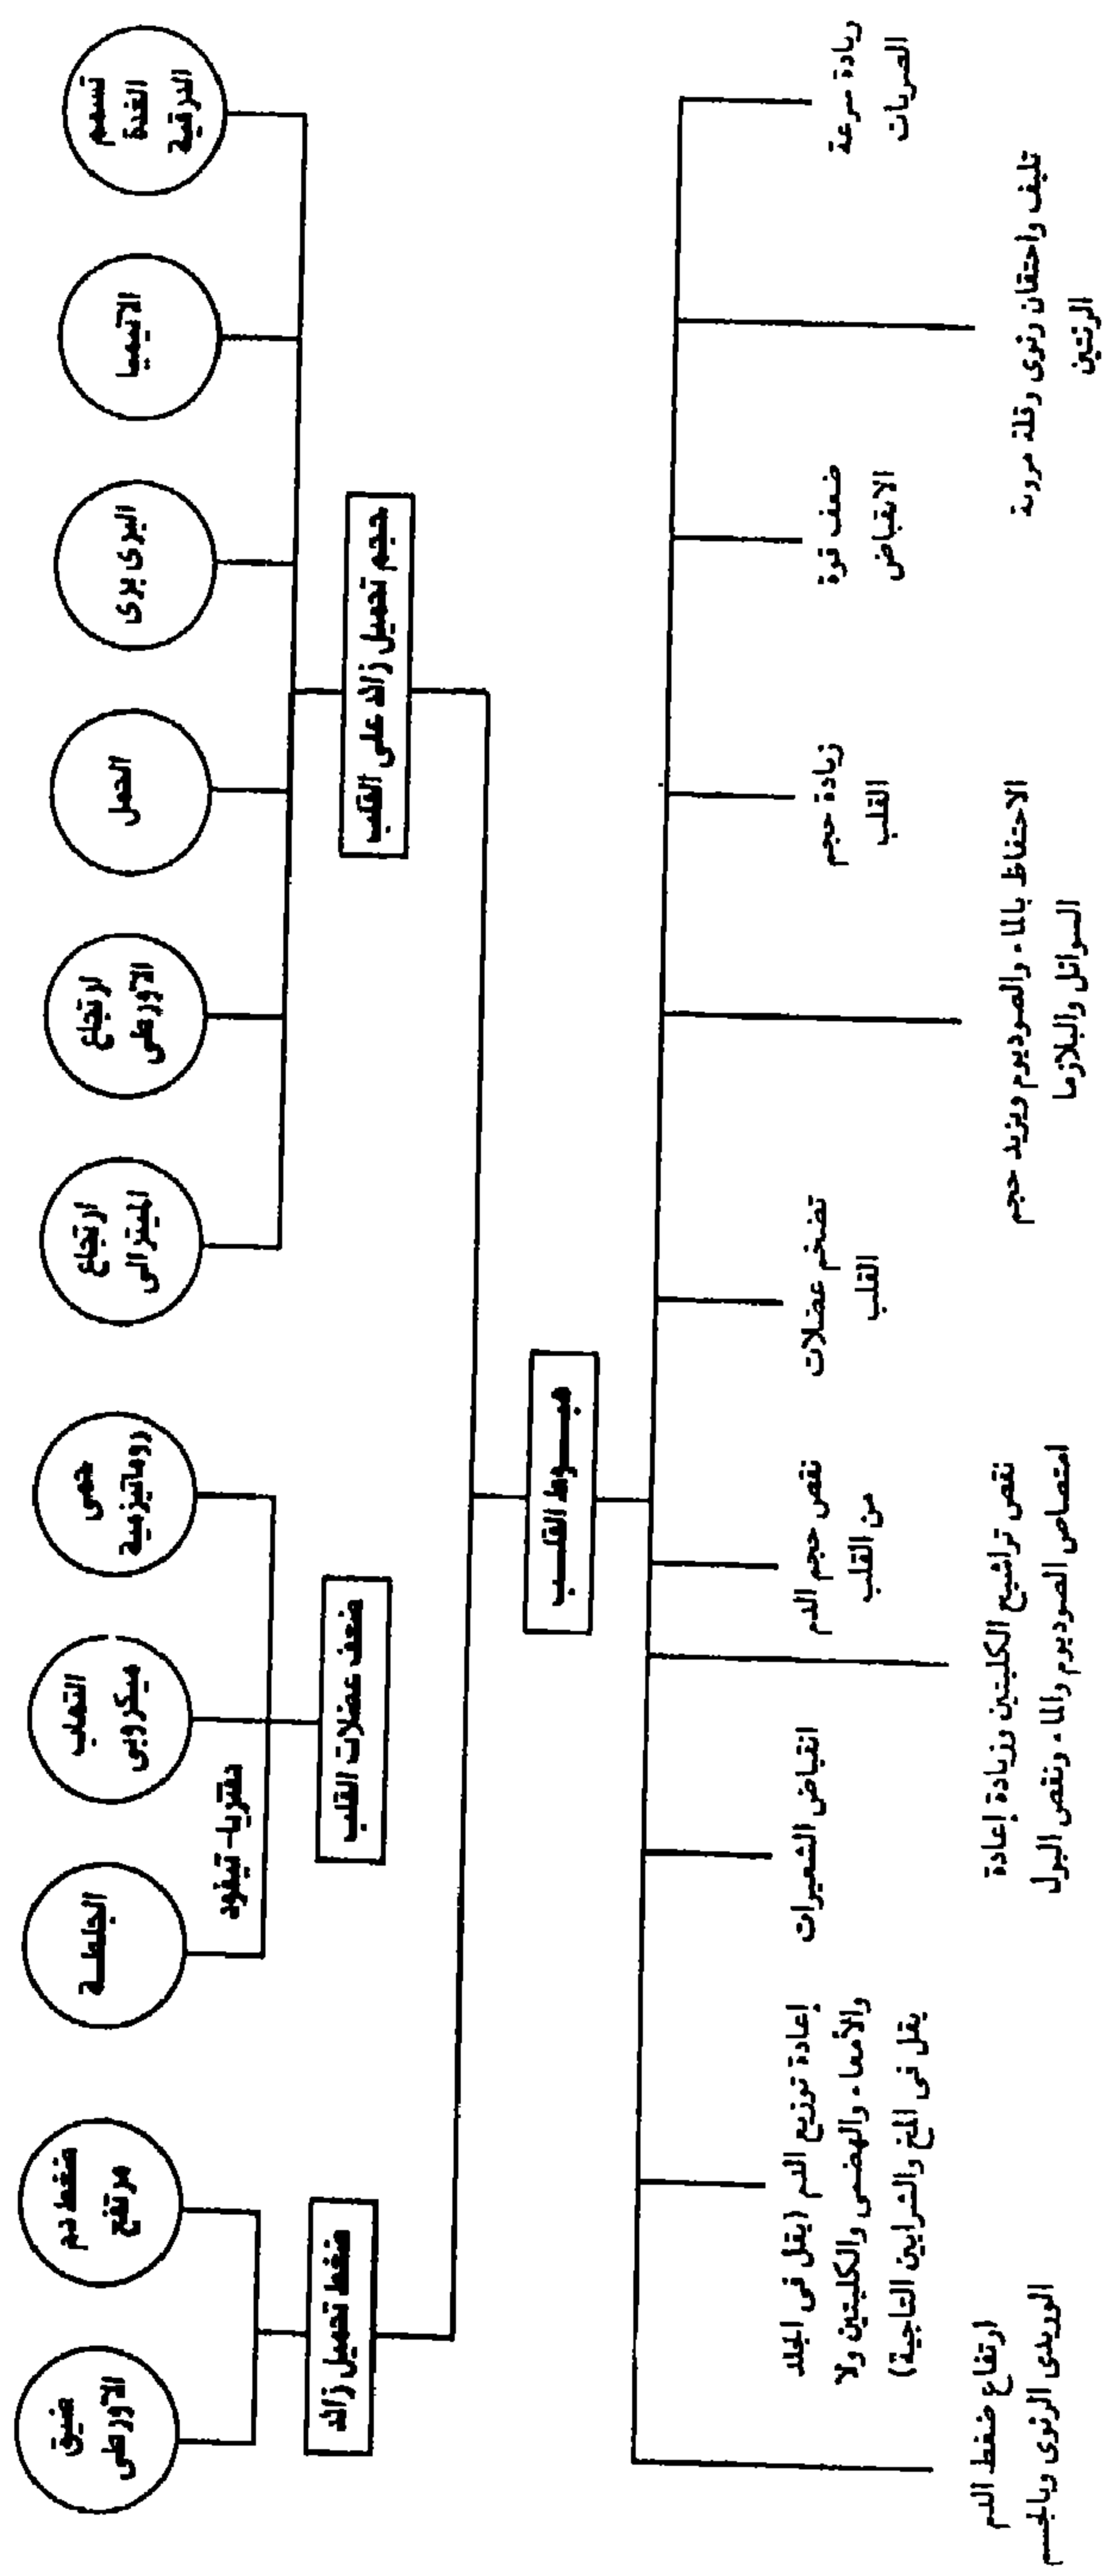 تسمم
الغدة
الدرقية
الانيميا
البرى برى
الحمل
ارتجاع
الأورطى
ارتجاع
الميترالى
حمى
روماتيزمية
التهاب
ميكروبى
الجلطة
ضغط دم
مرتفع
ضيق
الأورطى
دفتريا - تيفود
حجم تحميل زائد على القلب
ضعف عضلات القلب
ضغط تحميل زائد
هبوط القلب
زيادة سرعة
الضربات
تليف واحتقان رئوى وقلة مرونة
الرئتين
ضعف قوة
الانقباض
زيادة حجم
القلب
الاحتفاظ بالماء والصوديوم ويزيد حجم
السوائل والبلازما
تضخم عضلات
القلب
نقص حجم الدم
من القلب
نقص تراشيح الكليتين وزيادة إعادة
امتصاص الصوديوم والماء ونقص البول
انقباض الشعيرات
إعادة توزيع الدم (يقل فى الجلد
والأمعاء والهضمى والكليتين ولا
يقل فى المخ والشرايين التاجية)
ارتفاع ضغط الدم
الوريدى الرئوى وبالجسم